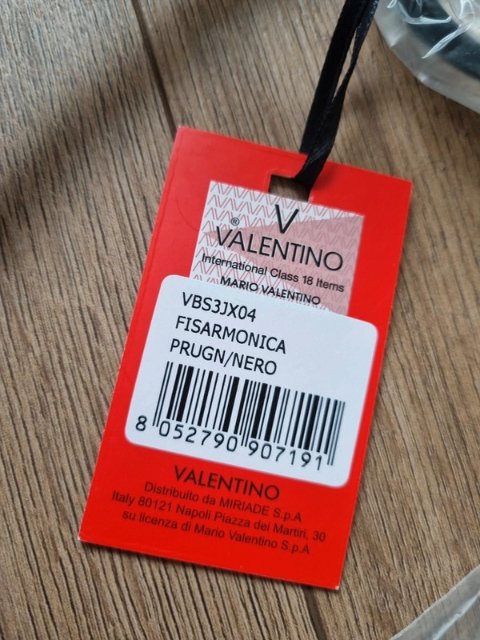 V
® VALENTINO
International Class 18 Items
MARIO VALENTINO
VBS3JX04
FISARMONICA
PRUGN/NERO
8 052790 907191
VALENTINO
Distribuito da MIRIADE S.p.A
Italy 80121 Napoli Piazza dei Martiri, 30
su licenza di Mario Valentino S.p.A